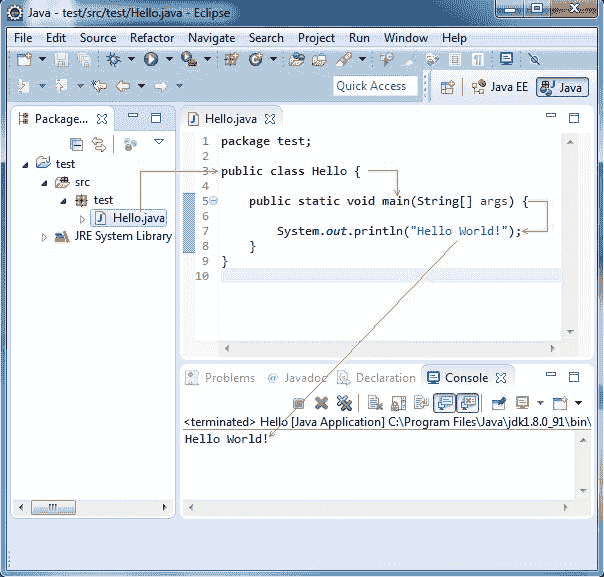 Java - test/src/test/Hello.java - Eclipse
File Edit Source Refactor Navigate Search Project Run Window Help
Quick Access Java EE Java
Package...
test
src
test
Hello.java
JRE System Library
Hello.java
1 package test;
2
3 public class Hello {
4
5 public static void main(String[] args) {
6
7 System.out.println("Hello World!");
8 }
9 }
10
Problems @ Javadoc Declaration Console
<terminated> Hello [Java Application] C:\Program Files\Java\jdk1.8.0_91\bin\
Hello World!